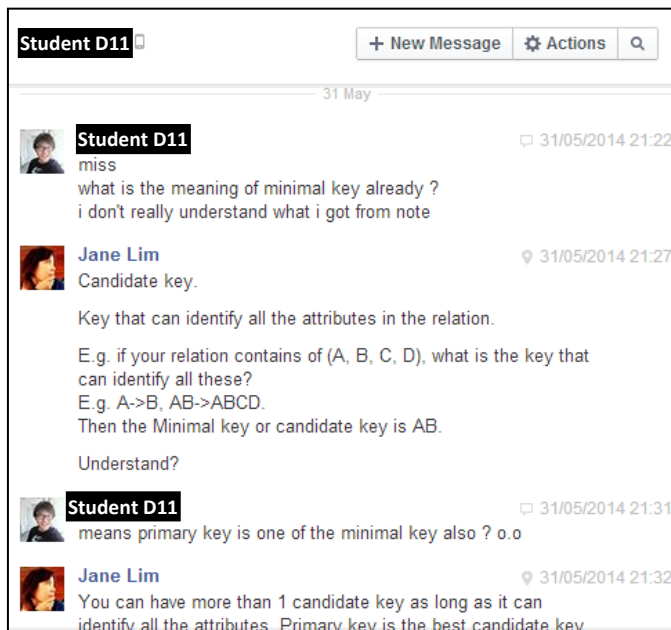 Student D11
+ New Message
Actions
31 May
Student D11
31/05/2014 21:22
miss
what is the meaning of minimal key already ?
i don't really understand what i got from note
Jane Lim
31/05/2014 21:27
Candidate key.
Key that can identify all the attributes in the relation.
E.g. if your relation contains of (A, B, C, D), what is the key that
can identify all these?
E.g. A->B, AB->ABCD.
Then the Minimal key or candidate key is AB.
Understand?
Student D11
31/05/2014 21:31
means primary key is one of the minimal key also ? o.o
Jane Lim
31/05/2014 21:32
You can have more than 1 candidate key as long as it can
identify all the attributes. Primary key is the best candidate key